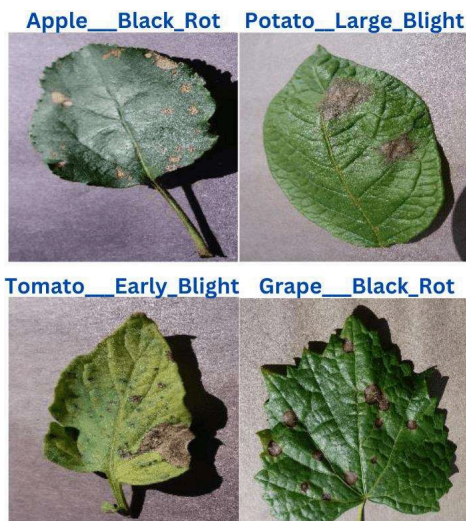 Apple___Black_Rot
Potato__Large_Blight
Tomato___Early_Blight
Grape___Black_Rot